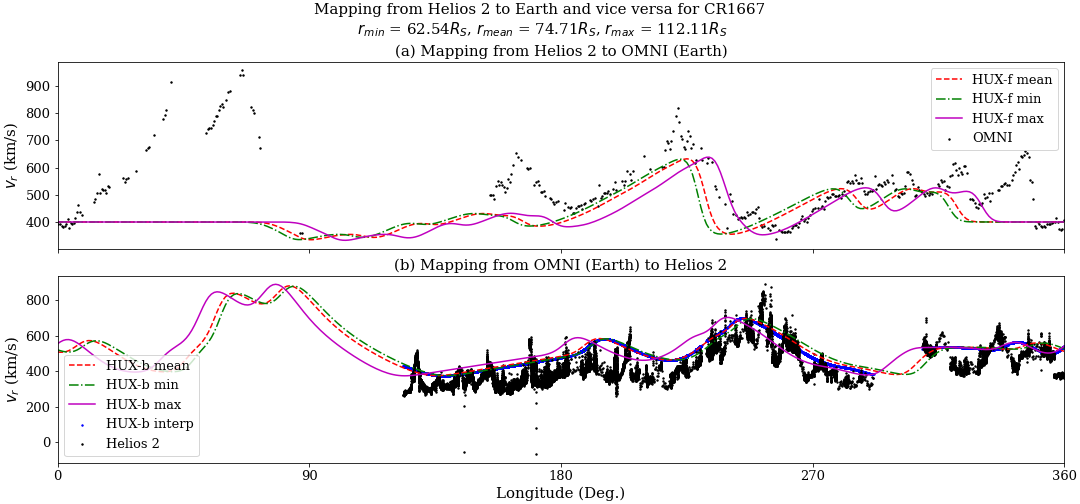 Mapping from Helios 2 to Earth and vice versa for CR1667
r_min = 62.54R_S, r_mean = 74.71R_S, r_max = 112.11R_S
(a) Mapping from Helios 2 to OMNI (Earth)
v_r (km/s)
900
800
700
600
500
400
HUX-f mean
HUX-f min
HUX-f max
OMNI
(b) Mapping from OMNI (Earth) to Helios 2
v_r (km/s)
800
600
400
200
0
HUX-b mean
HUX-b min
HUX-b max
HUX-b interp
Helios 2
0 90 180 270 360
Longitude (Deg.)